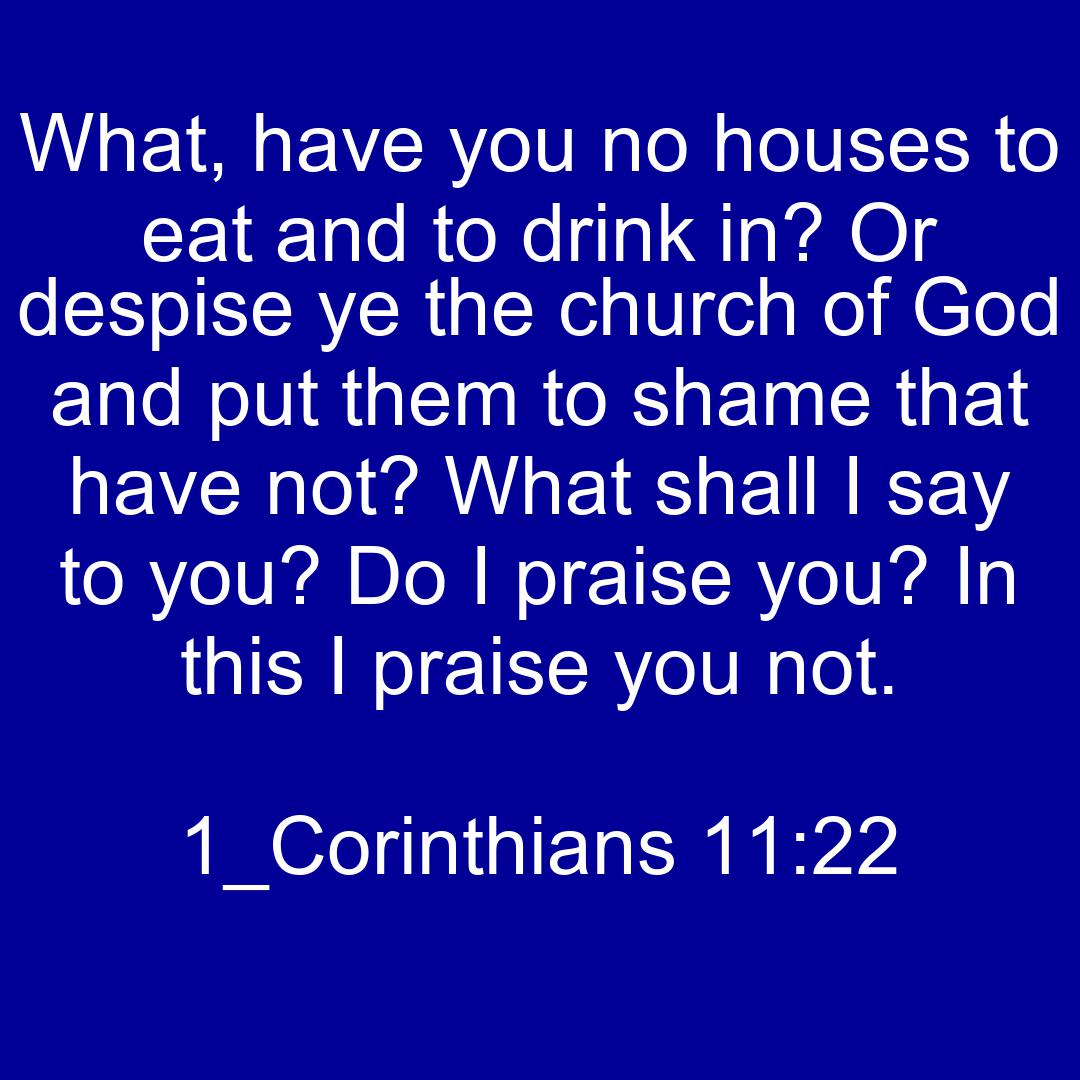 What, have you no houses to
eat and to drink in? Or
despise ye the church of God
and put them to shame that
have not? What shall I say
to you? Do I praise you? In
this I praise you not.
1_Corinthians 11:22